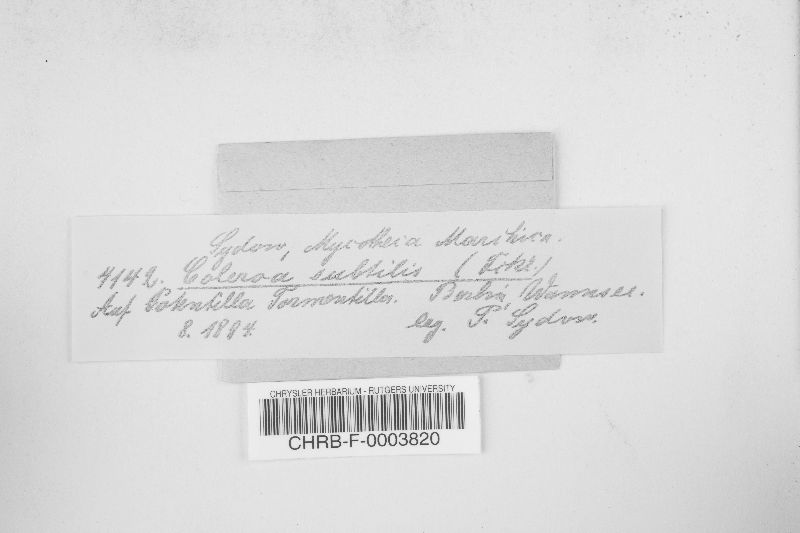 Sydow, Mycotheca Marchica.
4142. Coleroa subtilis (Fckl.)
Auf Potentilla Tormentilla. Berlin, Wannsee.
8. 1884. leg. P. Sydow.
CHRYSLER HERBARIUM - RUTGERS UNIVERSITY
CHRB-F-0003820